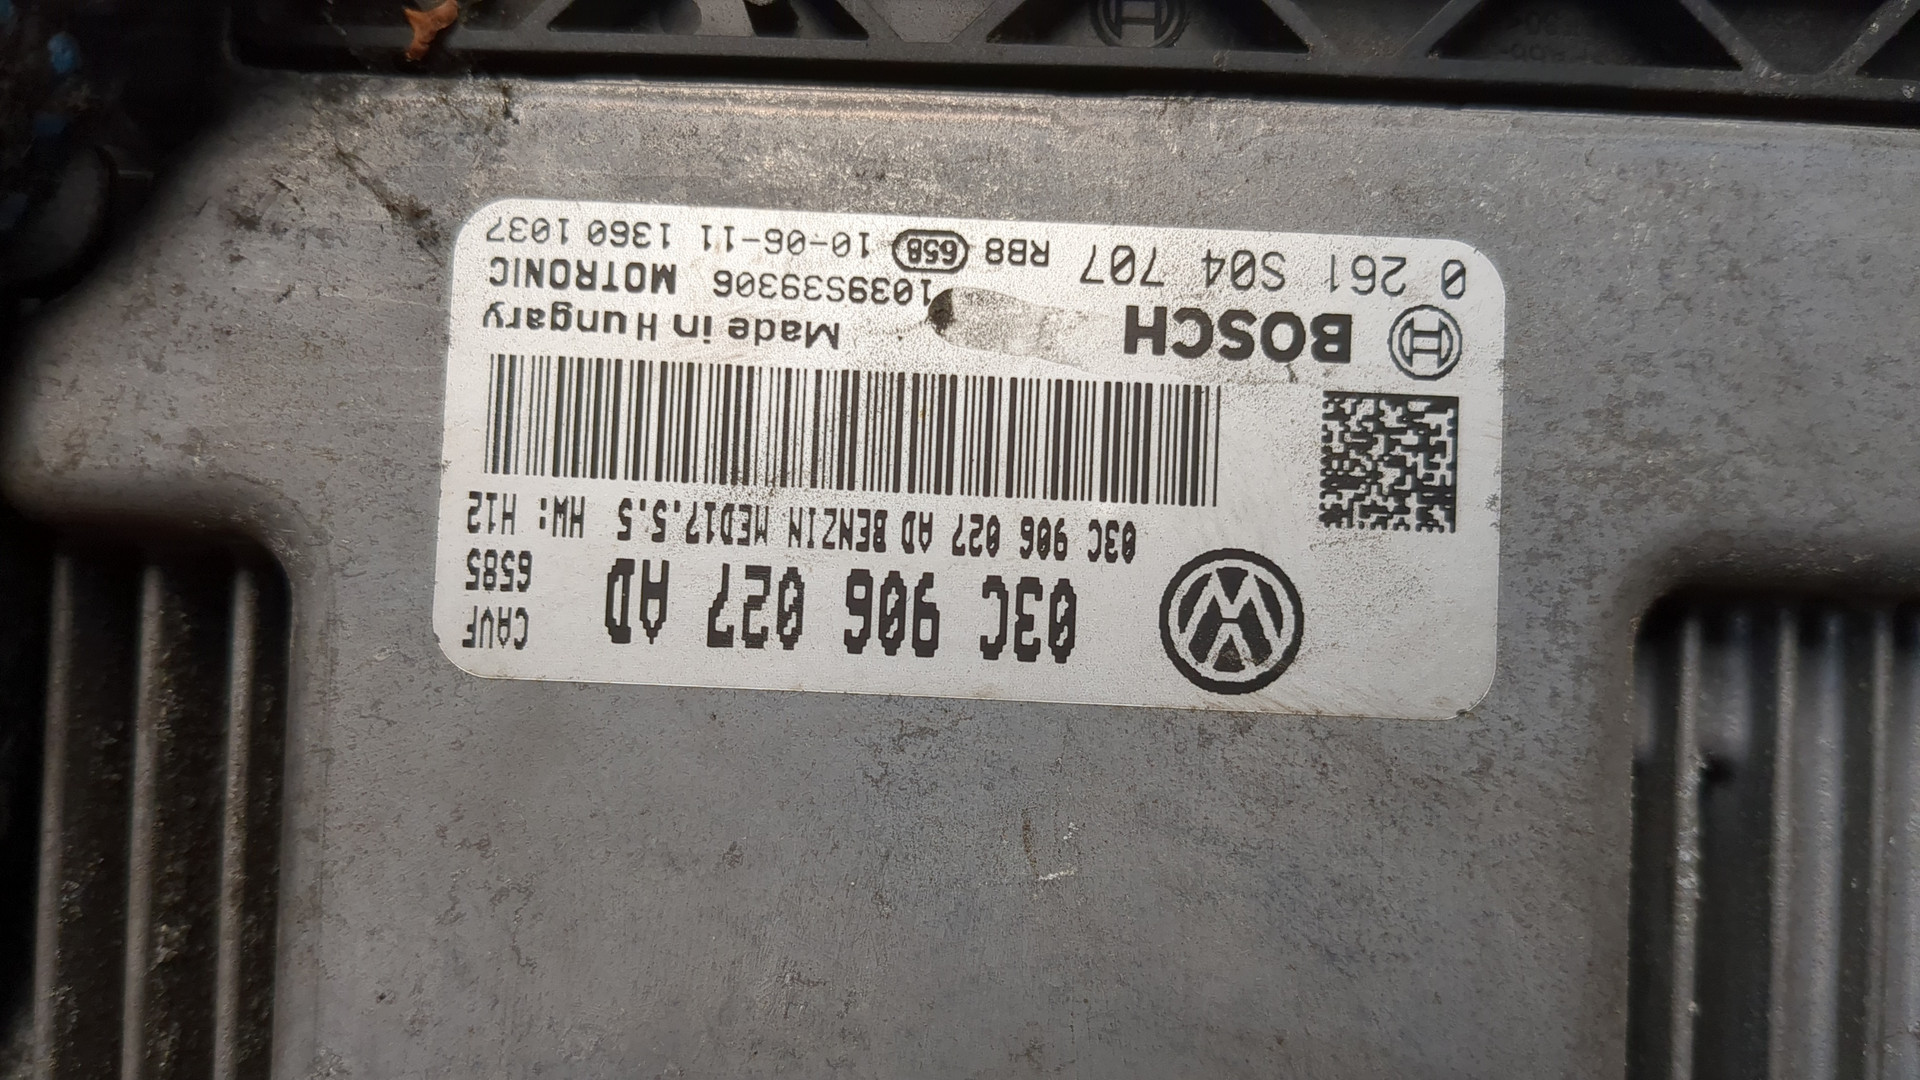 03C 906 027 AD
CAVF
6585
03C 906 027 AD BENZIN MED17.5.5 HW: H12
BOSCH
Made in Hungary
1039S39306 MOTRONIC
0 261 S04 707 RB8 658 10-06-11 1360 1037